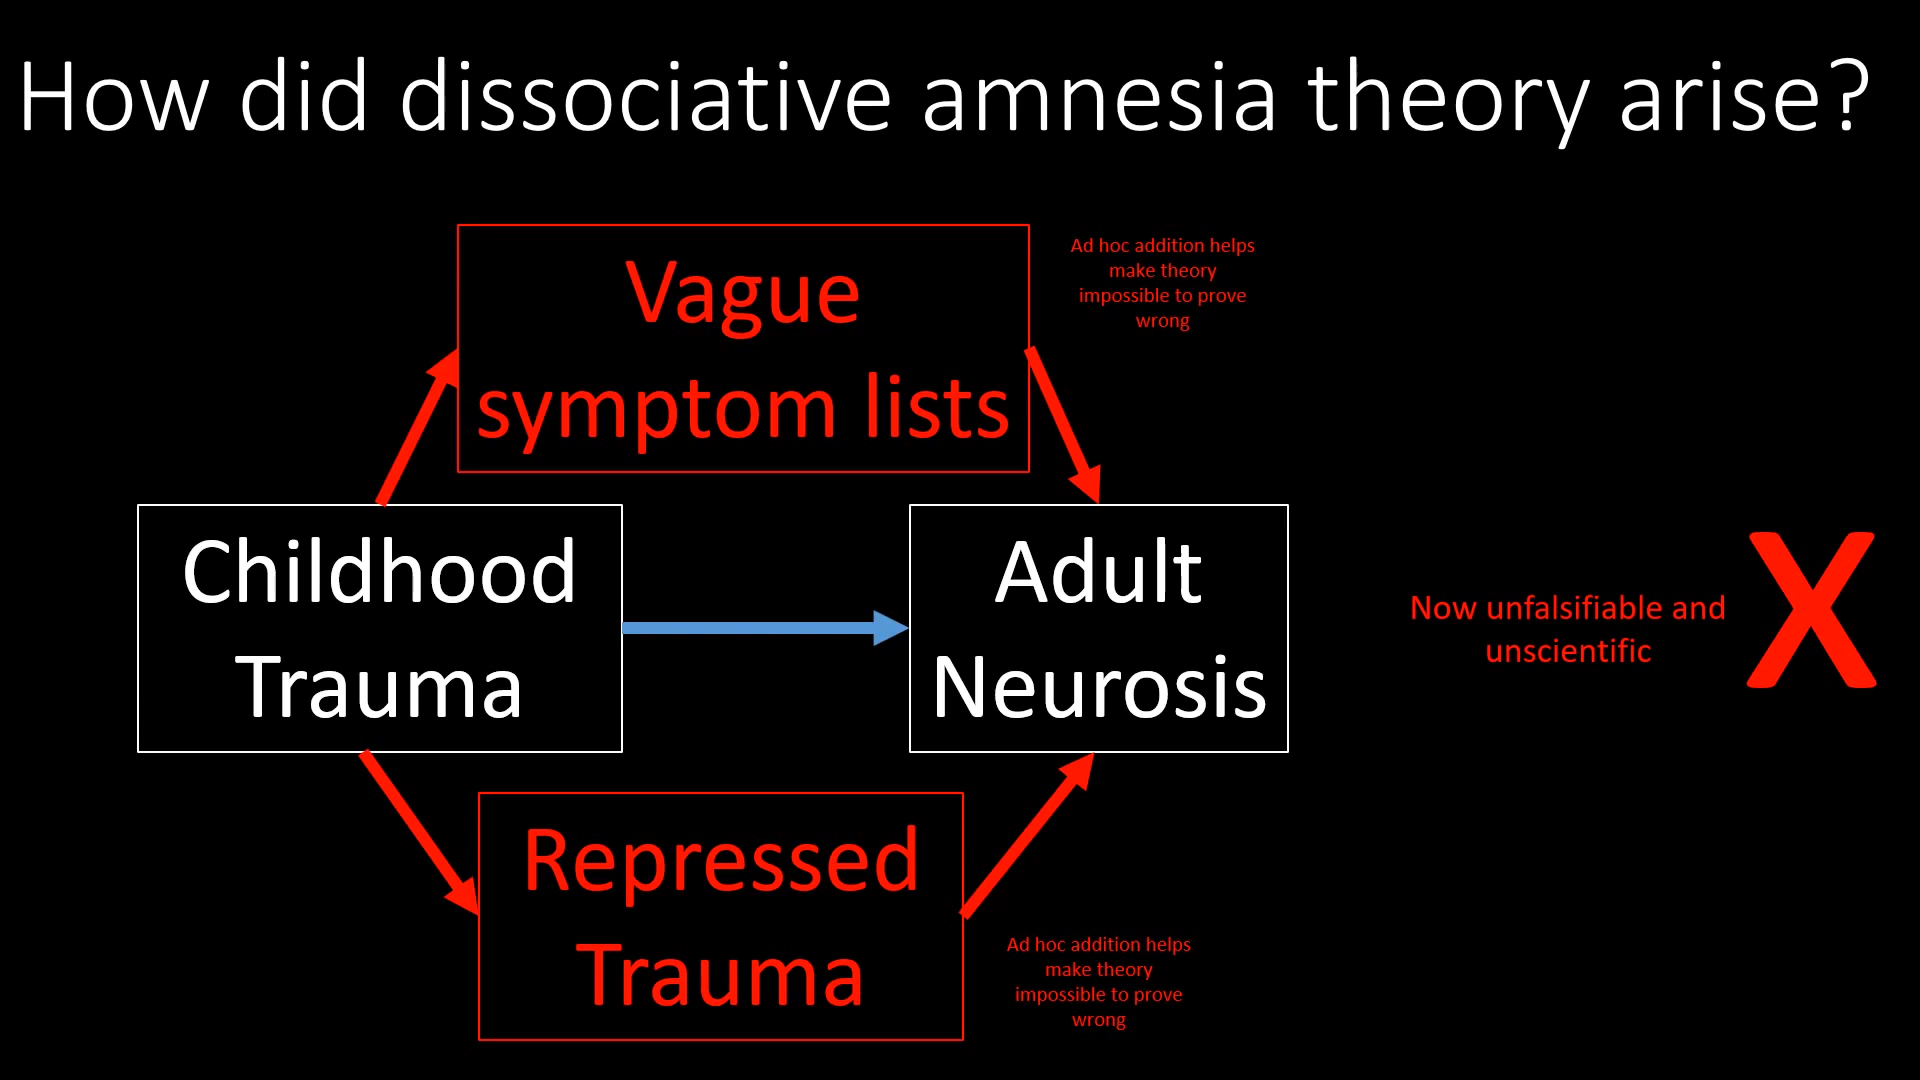 How did dissociative amnesia theory arise?
Vague
symptom lists
Ad hoc addition helps
make theory
impossible to prove
wrong
Childhood
Trauma
Adult
Neurosis
Now unfalsifiable and
unscientific
X
Repressed
Trauma
Ad hoc addition helps
make theory
impossible to prove
wrong